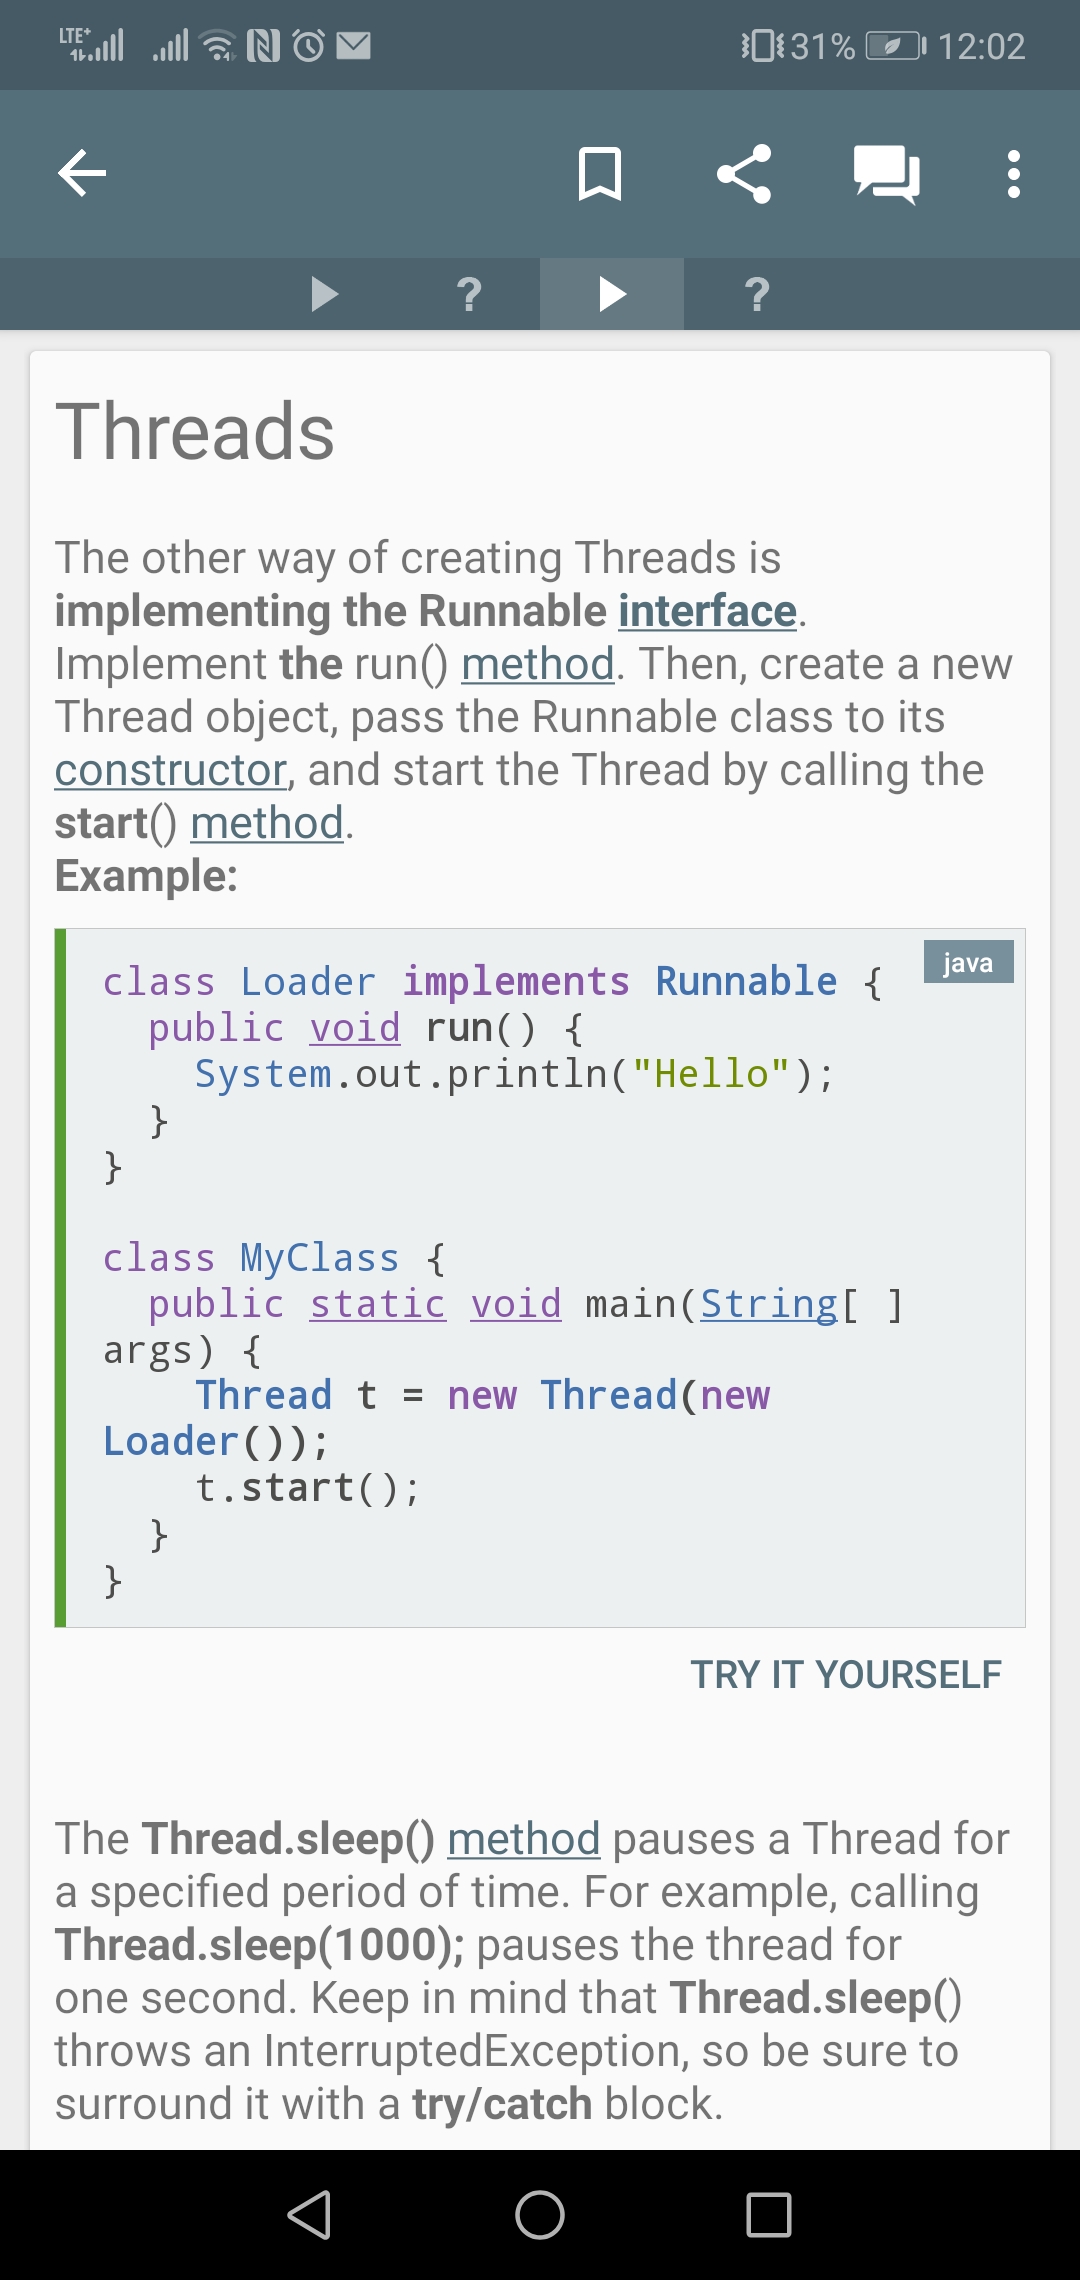 LTE+ 31% 12:02
? ?
Threads
The other way of creating Threads is
implementing the Runnable interface.
Implement the run() method. Then, create a new
Thread object, pass the Runnable class to its
constructor, and start the Thread by calling the
start() method.
Example:
java
class Loader implements Runnable {
  public void run() {
    System.out.println("Hello");
  }
}
class MyClass {
  public static void main(String[ ]
args) {
    Thread t = new Thread(new
Loader());
    t.start();
  }
}
TRY IT YOURSELF
The Thread.sleep() method pauses a Thread for
a specified period of time. For example, calling
Thread.sleep(1000); pauses the thread for
one second. Keep in mind that Thread.sleep()
throws an InterruptedException, so be sure to
surround it with a try/catch block.